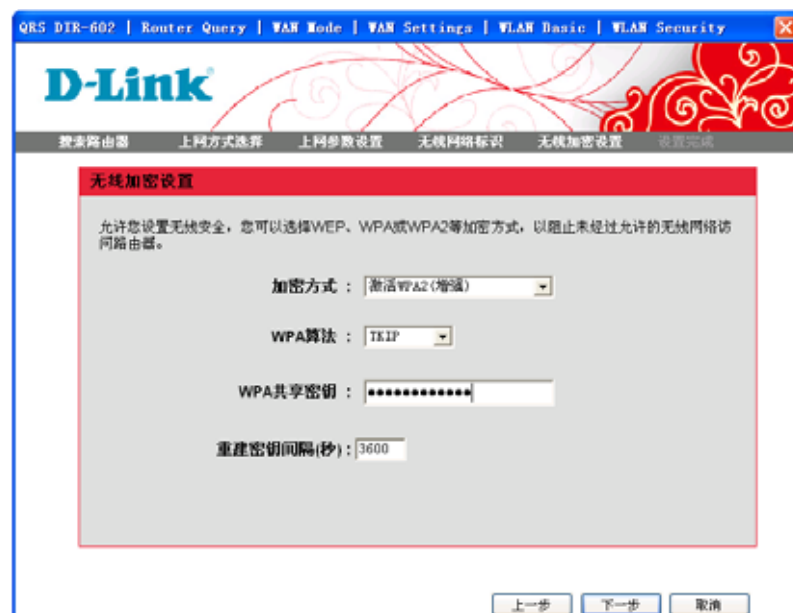 QRS DIR-602 | Router Query | WAN Mode | WAN Settings | WLAN Basic | WLAN Security
D-Link
搜索路由器 上网方式选择 上网参数设置 无线网络标识 无线加密设置 设置完成
无线加密设置
允许您设置无线安全，您可以选择WEP、WPA或WPA2等加密方式，以阻止未经过允许的无线网络访
问路由器。
加密方式 : 激活WPA2(增强)
WPA算法 : TKIP
WPA共享密钥 : ●●●●●●●●●●●●
重建密钥间隔(秒) : 3600
上一步 下一步 取消